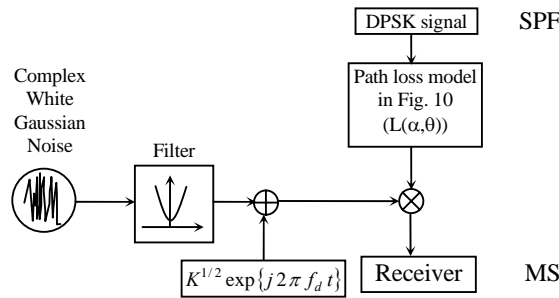 DPSK signal
SPF
Path loss model
in Fig. 10
(L(α,θ))
Complex
White
Gaussian
Noise
Filter
K^{1/2} exp{j 2 π f_d t}
Receiver
MS